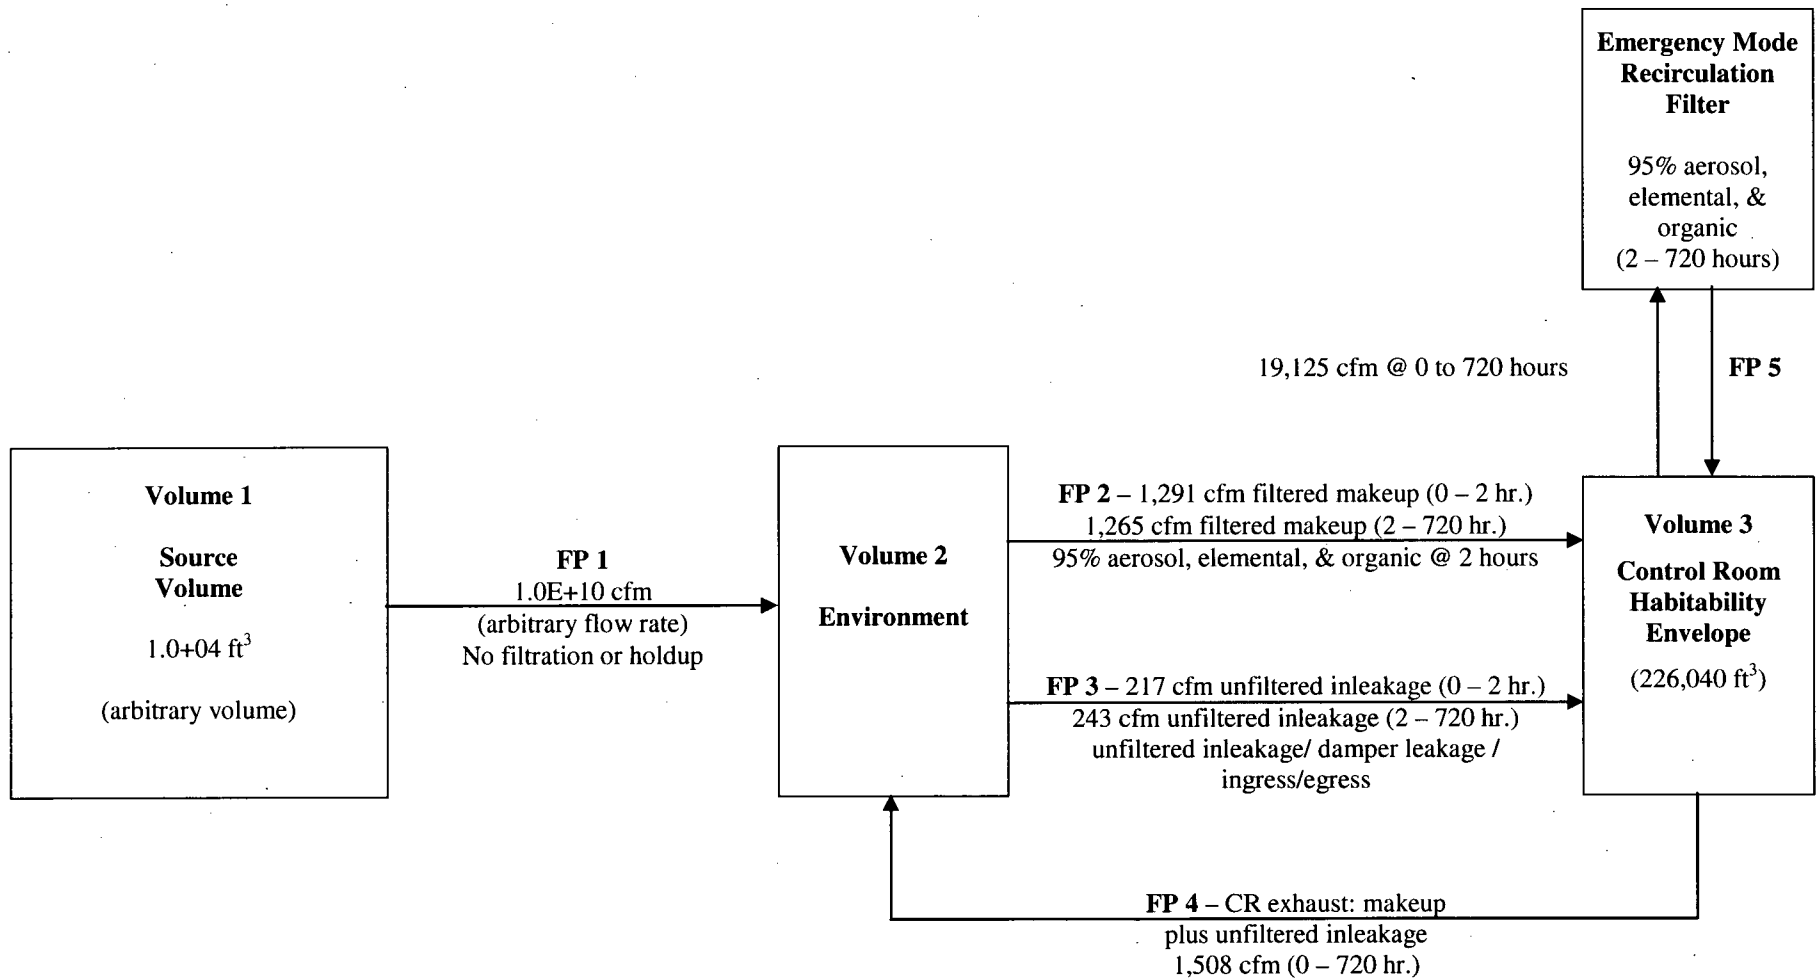 Emergency Mode
Recirculation
Filter
95% aerosol,
elemental, &
organic
(2 – 720 hours)
19,125 cfm @ 0 to 720 hours
FP 5
Volume 1
Source
Volume
1.0+04 ft³
(arbitrary volume)
FP 1
1.0E+10 cfm
(arbitrary flow rate)
No filtration or holdup
Volume 2
Environment
FP 2 – 1,291 cfm filtered makeup (0 – 2 hr.)
1,265 cfm filtered makeup (2 – 720 hr.)
95% aerosol, elemental, & organic @ 2 hours
FP 3 – 217 cfm unfiltered inleakage (0 – 2 hr.)
243 cfm unfiltered inleakage (2 – 720 hr.)
unfiltered inleakage/ damper leakage /
ingress/egress
Volume 3
Control Room
Habitability
Envelope
(226,040 ft³)
FP 4 – CR exhaust: makeup
plus unfiltered inleakage
1,508 cfm (0 – 720 hr.)